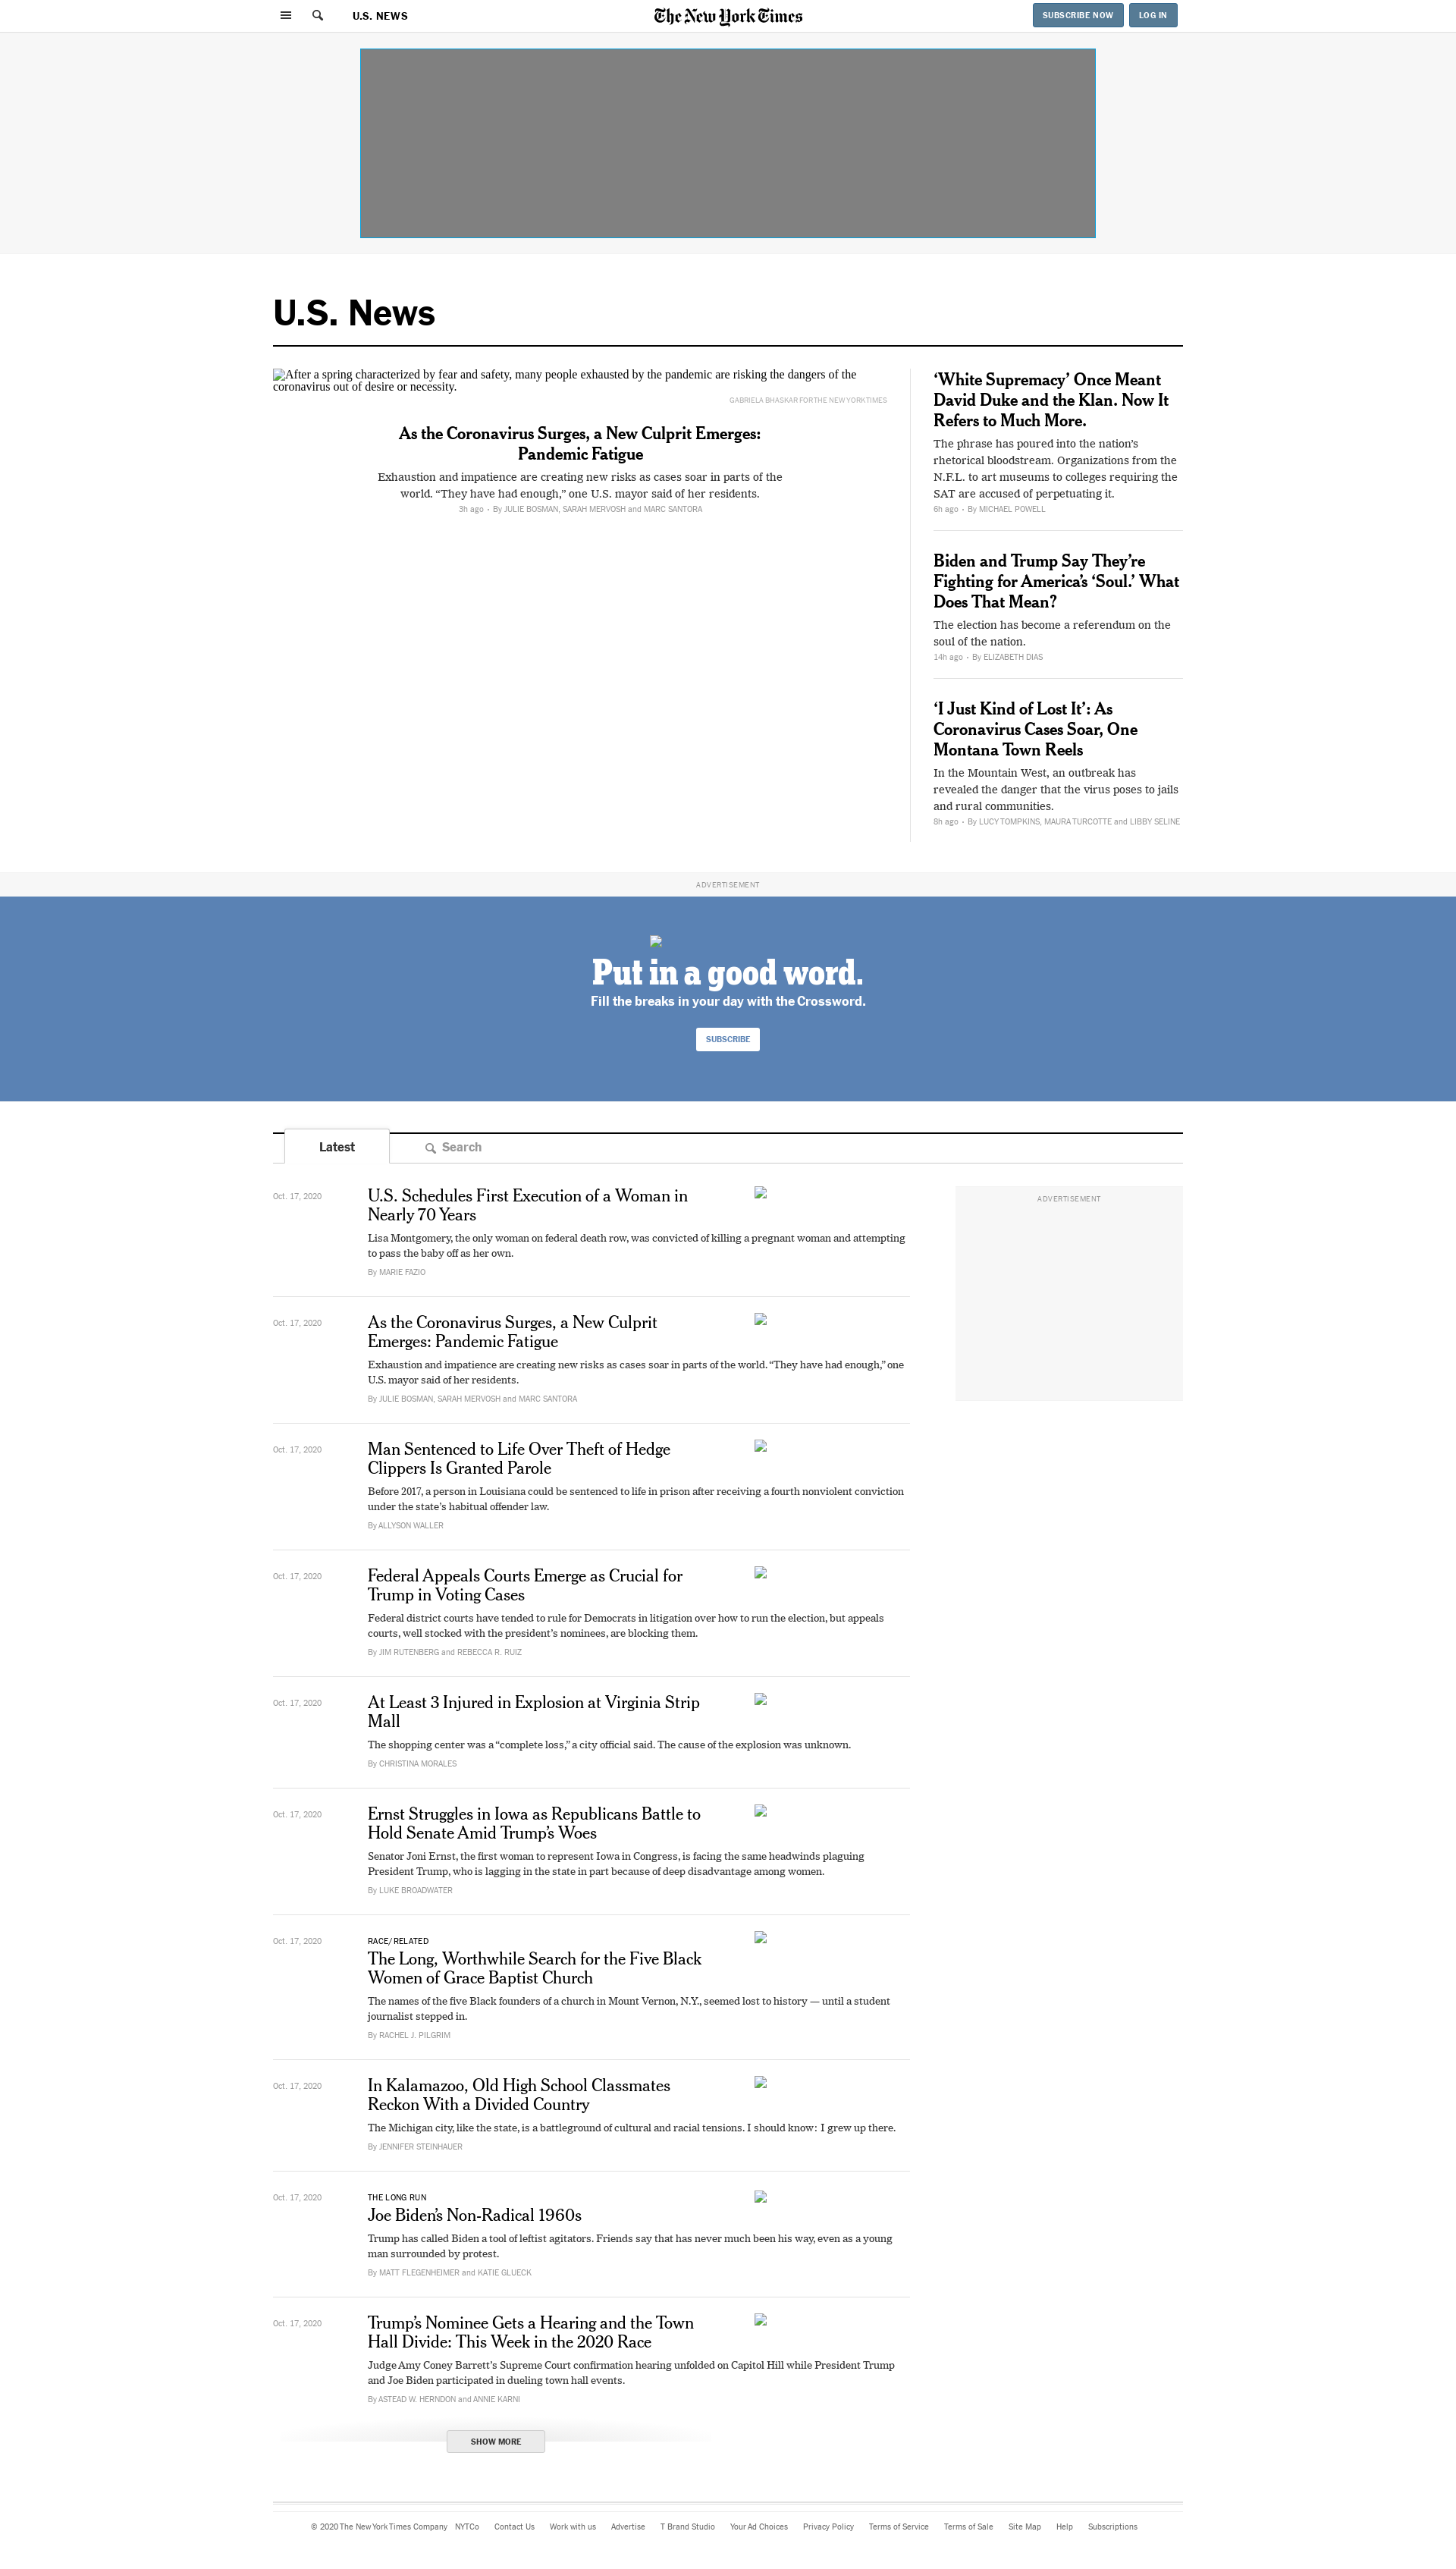 U.S. NEWS
The New York Times
SUBSCRIBE NOW
LOG IN
U.S. News
After a spring characterized by fear and safety, many people exhausted by the pandemic are risking the dangers of the
coronavirus out of desire or necessity.
GABRIELA BHASKAR FOR THE NEW YORK TIMES
As the Coronavirus Surges, a New Culprit Emerges:
Pandemic Fatigue
Exhaustion and impatience are creating new risks as cases soar in parts of the
world. “They have had enough,” one U.S. mayor said of her residents.
3h ago • By JULIE BOSMAN, SARAH MERVOSH and MARC SANTORA
‘White Supremacy’ Once Meant
David Duke and the Klan. Now It
Refers to Much More.
The phrase has poured into the nation’s
rhetorical bloodstream. Organizations from the
N.F.L. to art museums to colleges requiring the
SAT are accused of perpetuating it.
6h ago • By MICHAEL POWELL
Biden and Trump Say They’re
Fighting for America’s ‘Soul.’ What
Does That Mean?
The election has become a referendum on the
soul of the nation.
14h ago • By ELIZABETH DIAS
‘I Just Kind of Lost It’: As
Coronavirus Cases Soar, One
Montana Town Reels
In the Mountain West, an outbreak has
revealed the danger that the virus poses to jails
and rural communities.
8h ago • By LUCY TOMPKINS, MAURA TURCOTTE and LIBBY SELINE
ADVERTISEMENT
Put in a good word.
Fill the breaks in your day with the Crossword.
SUBSCRIBE
Latest
Search
Oct. 17, 2020
U.S. Schedules First Execution of a Woman in
Nearly 70 Years
Lisa Montgomery, the only woman on federal death row, was convicted of killing a pregnant woman and attempting
to pass the baby off as her own.
By MARIE FAZIO
ADVERTISEMENT
Oct. 17, 2020
As the Coronavirus Surges, a New Culprit
Emerges: Pandemic Fatigue
Exhaustion and impatience are creating new risks as cases soar in parts of the world. “They have had enough,” one
U.S. mayor said of her residents.
By JULIE BOSMAN, SARAH MERVOSH and MARC SANTORA
Oct. 17, 2020
Man Sentenced to Life Over Theft of Hedge
Clippers Is Granted Parole
Before 2017, a person in Louisiana could be sentenced to life in prison after receiving a fourth nonviolent conviction
under the state’s habitual offender law.
By ALLYSON WALLER
Oct. 17, 2020
Federal Appeals Courts Emerge as Crucial for
Trump in Voting Cases
Federal district courts have tended to rule for Democrats in litigation over how to run the election, but appeals
courts, well stocked with the president’s nominees, are blocking them.
By JIM RUTENBERG and REBECCA R. RUIZ
Oct. 17, 2020
At Least 3 Injured in Explosion at Virginia Strip
Mall
The shopping center was a “complete loss,” a city official said. The cause of the explosion was unknown.
By CHRISTINA MORALES
Oct. 17, 2020
Ernst Struggles in Iowa as Republicans Battle to
Hold Senate Amid Trump’s Woes
Senator Joni Ernst, the first woman to represent Iowa in Congress, is facing the same headwinds plaguing
President Trump, who is lagging in the state in part because of deep disadvantage among women.
By LUKE BROADWATER
Oct. 17, 2020
RACE/RELATED
The Long, Worthwhile Search for the Five Black
Women of Grace Baptist Church
The names of the five Black founders of a church in Mount Vernon, N.Y., seemed lost to history — until a student
journalist stepped in.
By RACHEL J. PILGRIM
Oct. 17, 2020
In Kalamazoo, Old High School Classmates
Reckon With a Divided Country
The Michigan city, like the state, is a battleground of cultural and racial tensions. I should know: I grew up there.
By JENNIFER STEINHAUER
Oct. 17, 2020
THE LONG RUN
Joe Biden’s Non-Radical 1960s
Trump has called Biden a tool of leftist agitators. Friends say that has never much been his way, even as a young
man surrounded by protest.
By MATT FLEGENHEIMER and KATIE GLUECK
Oct. 17, 2020
Trump’s Nominee Gets a Hearing and the Town
Hall Divide: This Week in the 2020 Race
Judge Amy Coney Barrett’s Supreme Court confirmation hearing unfolded on Capitol Hill while President Trump
and Joe Biden participated in dueling town hall events.
By ASTEAD W. HERNDON and ANNIE KARNI
SHOW MORE
© 2020 The New York Times Company NYTCo Contact Us Work with us Advertise T Brand Studio Your Ad Choices Privacy Policy Terms of Service Terms of Sale Site Map Help Subscriptions